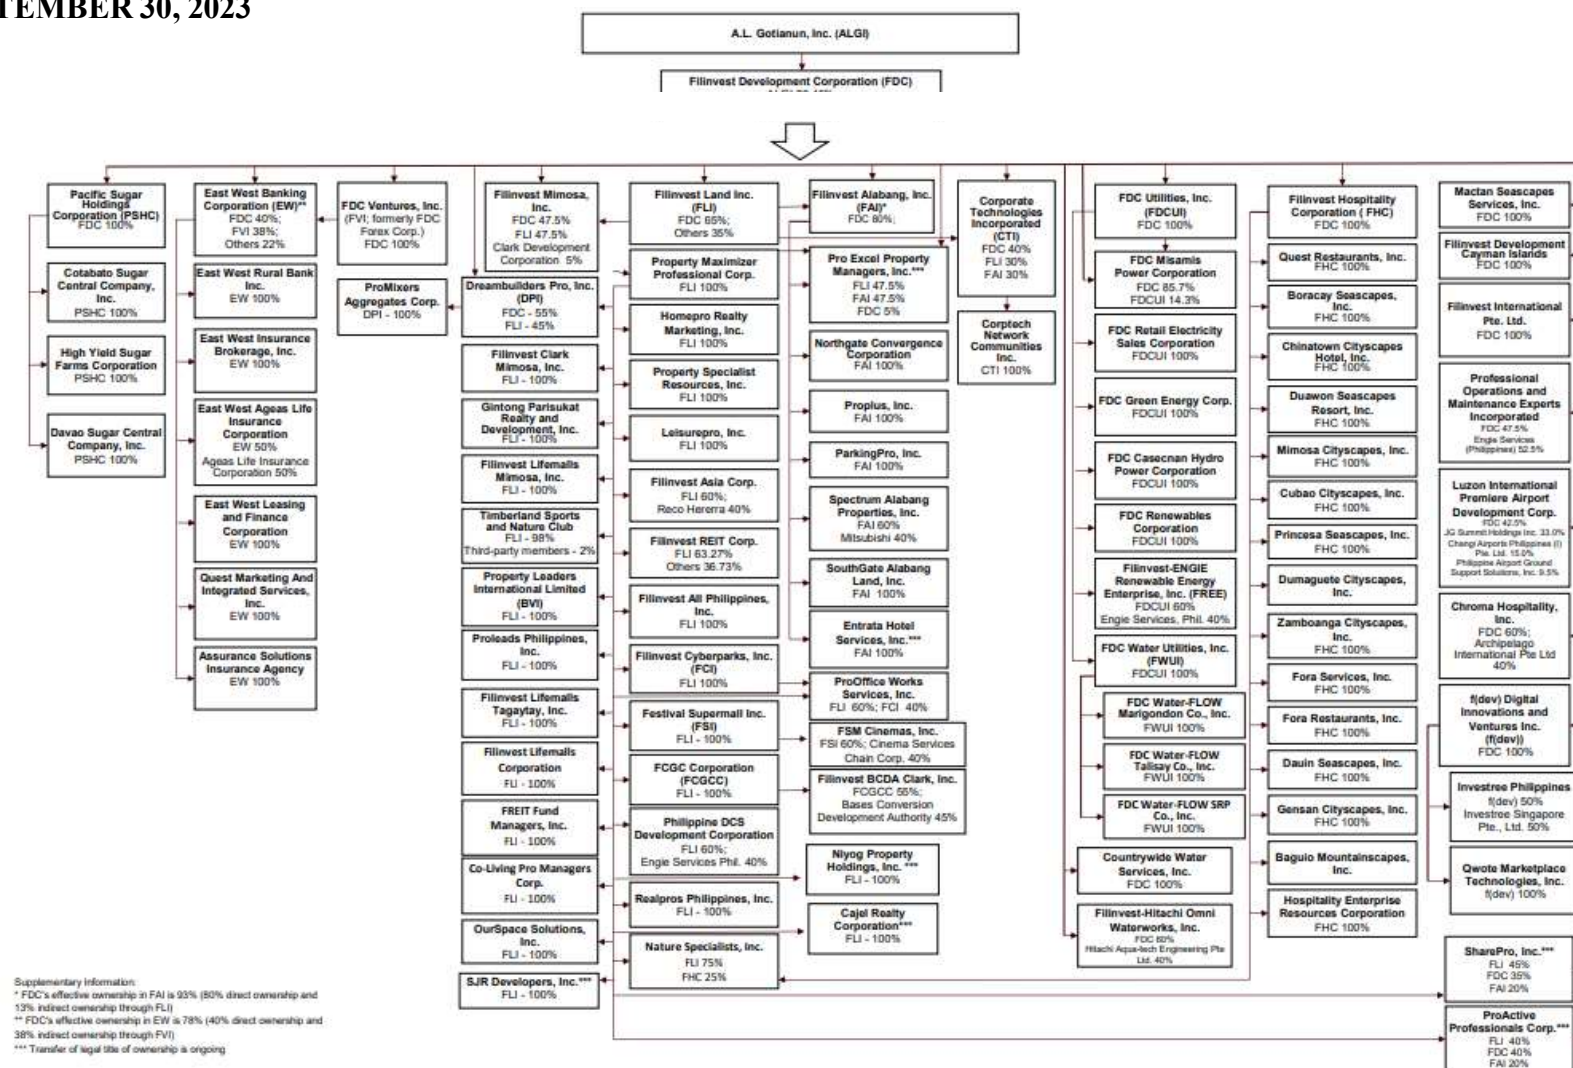 TEMBER 30, 2023
A.L. Gotianun, Inc. (ALGI)
Filinvest Development Corporation (FDC)
Pacific Sugar
Holdings
Corporation (PSHC)
FDC 100%
Cotabato Sugar
Central Company,
Inc.
PSHC 100%
High Yield Sugar
Farms Corporation
PSHC 100%
Davao Sugar Central
Company, Inc.
PSHC 100%
East West Banking
Corporation (EW)**
FDC 40%;
FVI 38%;
Others 22%
East West Rural Bank
Inc.
EW 100%
East West Insurance
Brokerage, Inc.
EW 100%
East West Ageas Life
Insurance
Corporation
EW 50%
Ageas Life Insurance
Corporation 50%
East West Leasing
and Finance
Corporation
EW 100%
Quest Marketing And
Integrated Services,
Inc.
EW 100%
Assurance Solutions
Insurance Agency
EW 100%
FDC Ventures, Inc.
(FVI; formerly FDC
Forex Corp.)
FDC 100%
ProMixers
Aggregates Corp.
DPI - 100%
Filinvest Mimosa,
Inc.
FDC 47.5%
FLI 47.5%
Clark Development
Corporation 5%
Dreambuilders Pro, Inc.
(DPI)
FDC - 55%
FLI - 45%
Filinvest Clark
Mimosa, Inc.
FLI - 100%
Gintong Parisukat
Realty and
Development, Inc.
FLI - 100%
Filinvest Lifemalls
Mimosa, Inc.
FLI - 100%
Timberland Sports
and Nature Club
FLI - 98%
Third-party members - 2%
Property Leaders
International Limited
(BVI)
FLI - 100%
Proleads Philippines,
Inc.
FLI - 100%
Filinvest Lifemalls
Tagaytay, Inc.
FLI - 100%
Filinvest Lifemalls
Corporation
FLI - 100%
FREIT Fund
Managers, Inc.
FLI - 100%
Co-Living Pro Managers
Corp.
FLI - 100%
OurSpace Solutions,
Inc.
FLI - 100%
SJR Developers, Inc.***
FLI - 100%
Filinvest Land Inc.
(FLI)
FDC 65%;
Others 35%
Property Maximizer
Professional Corp.
FLI 100%
Homepro Realty
Marketing, Inc.
FLI 100%
Property Specialist
Resources, Inc.
FLI 100%
Leisurepro, Inc.
FLI 100%
Filinvest Asia Corp.
FLI 60%;
Reco Hererra 40%
Filinvest REIT Corp.
FLI 63.27%
Others 36.73%
Filinvest All Philippines,
Inc.
FLI 100%
Filinvest Cyberparks, Inc.
(FCI)
FLI 100%
Festival Supermall Inc.
(FSI)
FLI - 100%
FCGC Corporation
(FCGCC)
FLI - 100%
Philippine DCS
Development Corporation
FLI 60%;
Engie Services Phil. 40%
Realpros Philippines, Inc.
FLI - 100%
Nature Specialists, Inc.
FLI 75%
FHC 25%
Filinvest Alabang, Inc.
(FAI)*
FDC 80%;
Pro Excel Property
Managers, Inc.***
FLI 47.5%
FAI 47.5%
FDC 5%
Northgate Convergence
Corporation
FAI 100%
Proplus, Inc.
FAI 100%
ParkingPro, Inc.
FAI 100%
Spectrum Alabang
Properties, Inc.
FAI 60%
Mitsubishi 40%
SouthGate Alabang
Land, Inc.
FAI 100%
Entrata Hotel
Services, Inc.***
FAI 100%
ProOffice Works
Services, Inc.
FLI 60%; FCI 40%
FSM Cinemas, Inc.
FSI 60%; Cinema Services
Chain Corp. 40%
Filinvest BCDA Clark, Inc.
FCGCC 55%;
Bases Conversion
Development Authority 45%
Niyog Property
Holdings, Inc. ***
FLI - 100%
Cajel Realty
Corporation***
FLI - 100%
Corporate
Technologies
Incorporated
(CTI)
FDC 40%
FLI 30%
FAI 30%
Corptech
Network
Communities
Inc.
CTI 100%
FDC Utilities, Inc.
(FDCUI)
FDC 100%
FDC Misamis
Power Corporation
FDC 85.7%
FDCUI 14.3%
FDC Retail Electricity
Sales Corporation
FDCUI 100%
FDC Green Energy Corp.
FDCUI 100%
FDC Casecnan Hydro
Power Corporation
FDCUI 100%
FDC Renewables
Corporation
FDCUI 100%
Filinvest-ENGIE
Renewable Energy
Enterprise, Inc. (FREE)
FDCUI 60%
Engie Services, Phil. 40%
FDC Water Utilities, Inc.
(FWUI)
FDCUI 100%
FDC Water-FLOW
Marigondon Co., Inc.
FWUI 100%
FDC Water-FLOW
Talisay Co., Inc.
FWUI 100%
FDC Water-FLOW SRP
Co., Inc.
FWUI 100%
Countrywide Water
Services, Inc.
FDC 100%
Filinvest-Hitachi Omni
Waterworks, Inc.
FDC 60%
Hitachi Aqua-tech Engineering Pte
Ltd. 40%
Filinvest Hospitality
Corporation ( FHC)
FDC 100%
Quest Restaurants, Inc.
FHC 100%
Boracay Seascapes,
Inc.
FHC 100%
Chinatown Cityscapes
Hotel, Inc.
FHC 100%
Duawon Seascapes
Resort, Inc.
FHC 100%
Mimosa Cityscapes, Inc.
FHC 100%
Cubao Cityscapes, Inc.
FHC 100%
Princesa Seascapes, Inc.
FHC 100%
Dumaguete Cityscapes,
Inc.
Zamboanga Cityscapes,
Inc.
FHC 100%
Fora Services, Inc.
FHC 100%
Fora Restaurants, Inc.
FHC 100%
Dauin Seascapes, Inc.
FHC 100%
Gensan Cityscapes, Inc.
FHC 100%
Baguio Mountainscapes,
Inc.
Hospitality Enterprise
Resources Corporation
FHC 100%
Mactan Seascapes
Services, Inc.
FDC 100%
Filinvest Development
Cayman Islands
FDC 100%
Filinvest International
Pte. Ltd.
FDC 100%
Professional
Operations and
Maintenance Experts
Incorporated
FDC 47.5%
Engie Services
(Philippines) 52.5%
Luzon International
Premiere Airport
Development Corp.
FDC 42.5%
JG Summit Holdings Inc. 33.0%
Changi Airports Philippines (I)
Pte. Ltd. 15.0%
Philippine Airport Ground
Support Solutions, Inc. 9.5%
Chroma Hospitality,
Inc.
FDC 60%;
Archipelago
International Pte Ltd
40%
f(dev) Digital
Innovations and
Ventures Inc.
(f(dev))
FDC 100%
Investree Philippines
f(dev) 50%
Investree Singapore
Pte., Ltd. 50%
Qwote Marketplace
Technologies, Inc.
f(dev) 100%
SharePro, Inc.***
FLI 45%
FDC 35%
FAI 20%
ProActive
Professionals Corp.***
FLI 40%
FDC 40%
FAI 20%
Supplementary Information:
* FDC's effective ownership in FAI is 93% (80% direct ownership and
13% indirect ownership through FLI)
** FDC's effective ownership in EW is 78% (40% direct ownership and
38% indirect ownership through FVI)
*** Transfer of legal title of ownership is ongoing